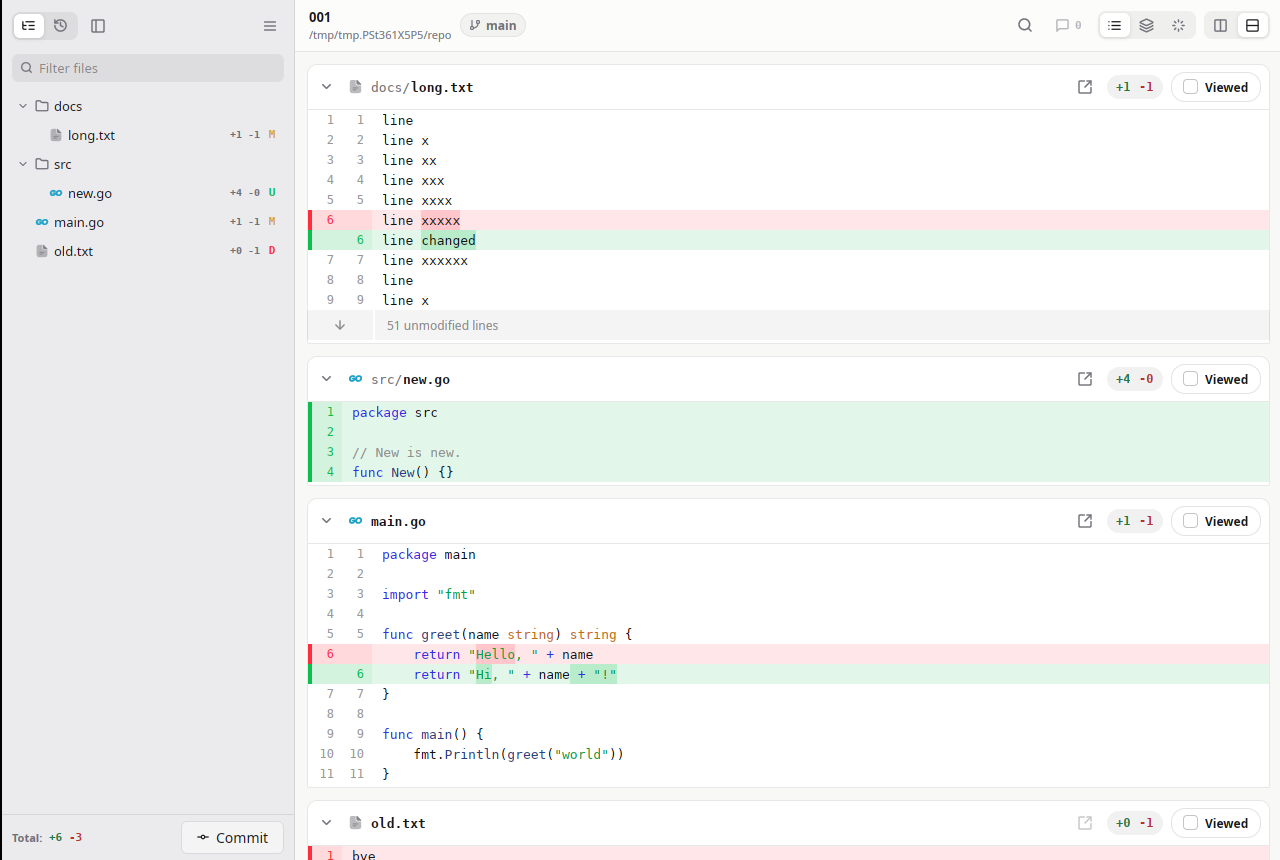 001
/tmp/tmp.PSt361X5P5/repo
main
0
Filter files
docs
long.txt +1 -1 M
src
new.go +4 -0 U
main.go +1 -1 M
old.txt +0 -1 D
Total: +6 -3
Commit
docs/long.txt +1 -1 Viewed
1 1 line
2 2 line x
3 3 line xx
4 4 line xxx
5 5 line xxxx
6 line xxxxx
6 line changed
7 7 line xxxxxx
8 8 line
9 9 line x
51 unmodified lines
GO src/new.go +4 -0 Viewed
1 package src
2
3 // New is new.
4 func New() {}
GO main.go +1 -1 Viewed
1 1 package main
2 2
3 3 import "fmt"
4 4
5 5 func greet(name string) string {
6 return "Hello, " + name
6 return "Hi, " + name + "!"
7 7 }
8 8
9 9 func main() {
10 10 fmt.Println(greet("world"))
11 11 }
old.txt +0 -1 Viewed
1 bye